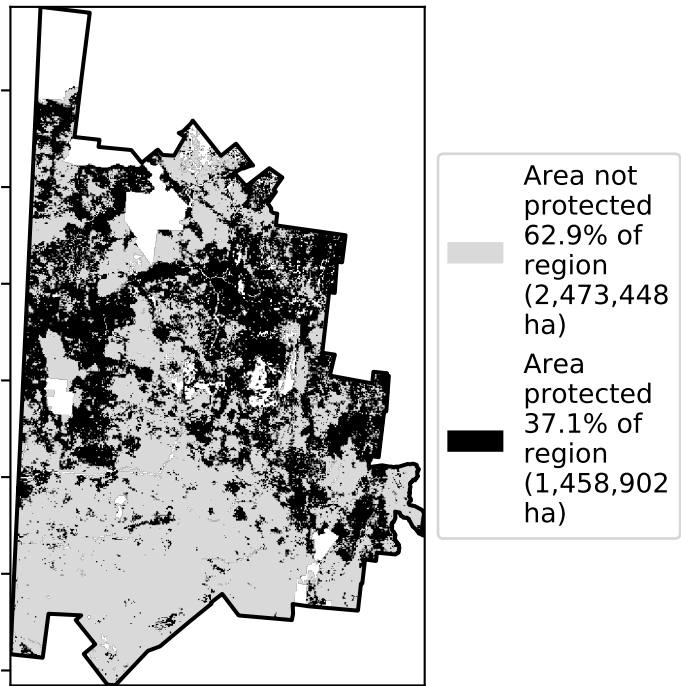 Area not
protected
62.9% of
region
(2,473,448
ha)
Area
protected
37.1% of
region
(1,458,902
ha)